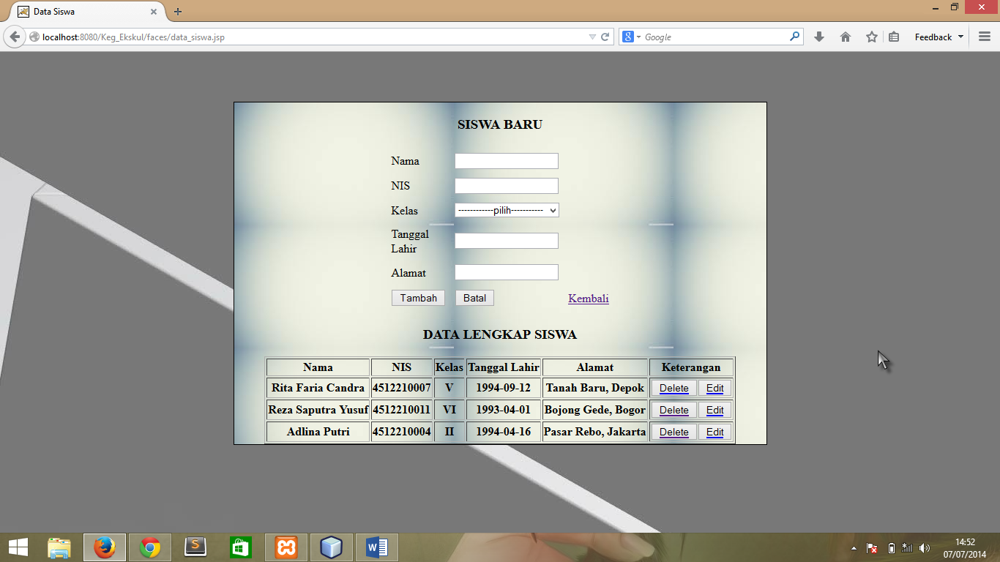 Data Siswa
localhost:8080/Keg_Ekskul/faces/data_siswa.jsp
Google
Feedback
SISWA BARU
Nama
NIS
Kelas
------------pilih-----------
Tanggal
Lahir
Alamat
Tambah Batal Kembali
DATA LENGKAP SISWA
Nama NIS Kelas Tanggal Lahir Alamat Keterangan
Rita Faria Candra 4512210007 V 1994-09-12 Tanah Baru, Depok Delete Edit
Reza Saputra Yusuf 4512210011 VI 1993-04-01 Bojong Gede, Bogor Delete Edit
Adlina Putri 4512210004 II 1994-04-16 Pasar Rebo, Jakarta Delete Edit
14:52
07/07/2014